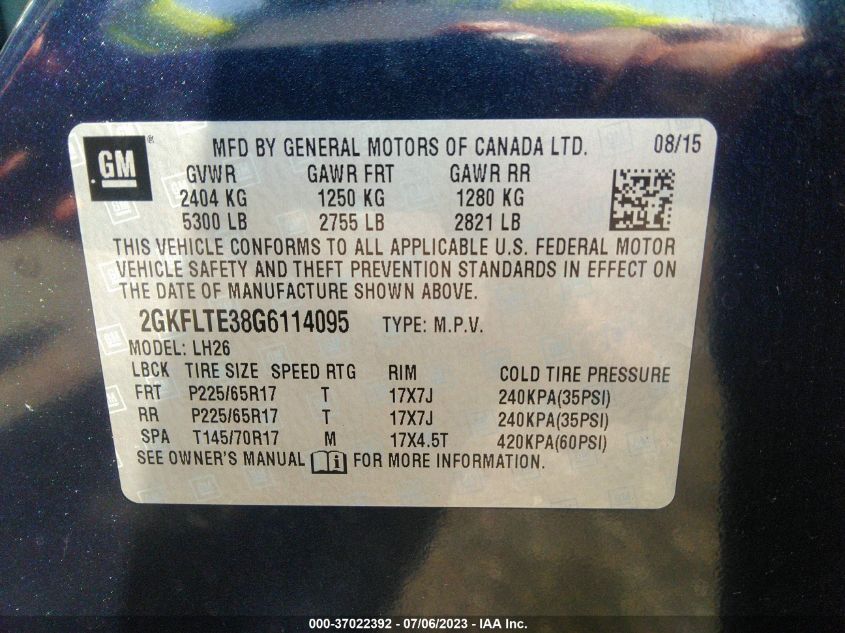 GM ®
MFD BY GENERAL MOTORS OF CANADA LTD. 08/15
GVWR GAWR FRT GAWR RR
2404 KG 1250 KG 1280 KG
5300 LB 2755 LB 2821 LB
THIS VEHICLE CONFORMS TO ALL APPLICABLE U.S. FEDERAL MOTOR
VEHICLE SAFETY AND THEFT PREVENTION STANDARDS IN EFFECT ON
THE DATE OF MANUFACTURE SHOWN ABOVE.
2GKFLTE38G6114095 TYPE: M.P.V.
MODEL: LH26
LBCK TIRE SIZE SPEED RTG RIM COLD TIRE PRESSURE
FRT P225/65R17 T 17X7J 240KPA(35PSI)
RR P225/65R17 T 17X7J 240KPA(35PSI)
SPA T145/70R17 M 17X4.5T 420KPA(60PSI)
SEE OWNER'S MANUAL i FOR MORE INFORMATION.
000-37022392 - 07/06/2023 - IAA Inc.